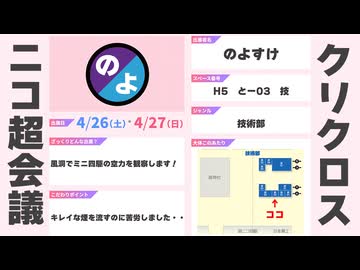 ニコ超会議
のよ
出展日
4/26(土)・4/27(日)
ざっくりどんな出展？
風洞でミニ四駆の空力を観察します！
こだわりポイント
キレイな煙を流すのに苦労しました・・
出展者名
のよすけ
スペース番号
H5 とー03 技
ジャンル
技術部
大体このあたり
技術部
ココ
クリクロス